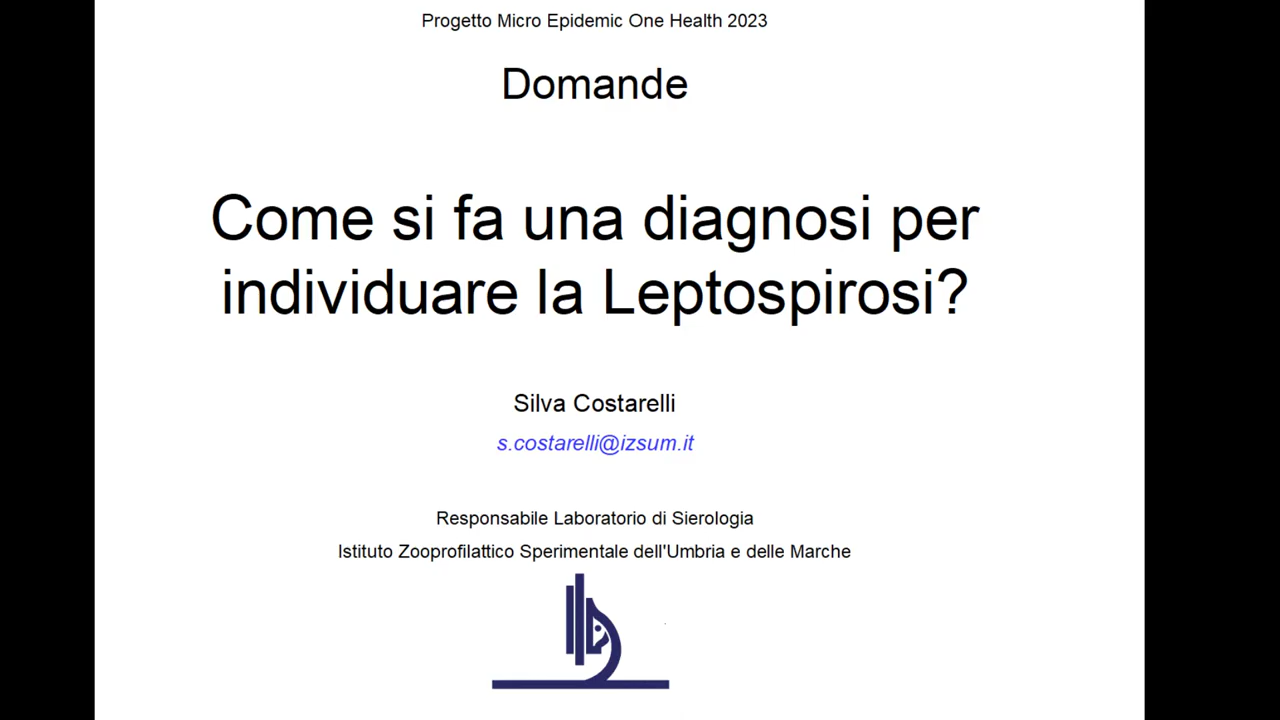 Progetto Micro Epidemic One Health 2023
Domande
Come si fa una diagnosi per
individuare la Leptospirosi?
Silva Costarelli
s.costarelli@izsum.it
Responsabile Laboratorio di Sierologia
Istituto Zooprofilattico Sperimentale dell'Umbria e delle Marche